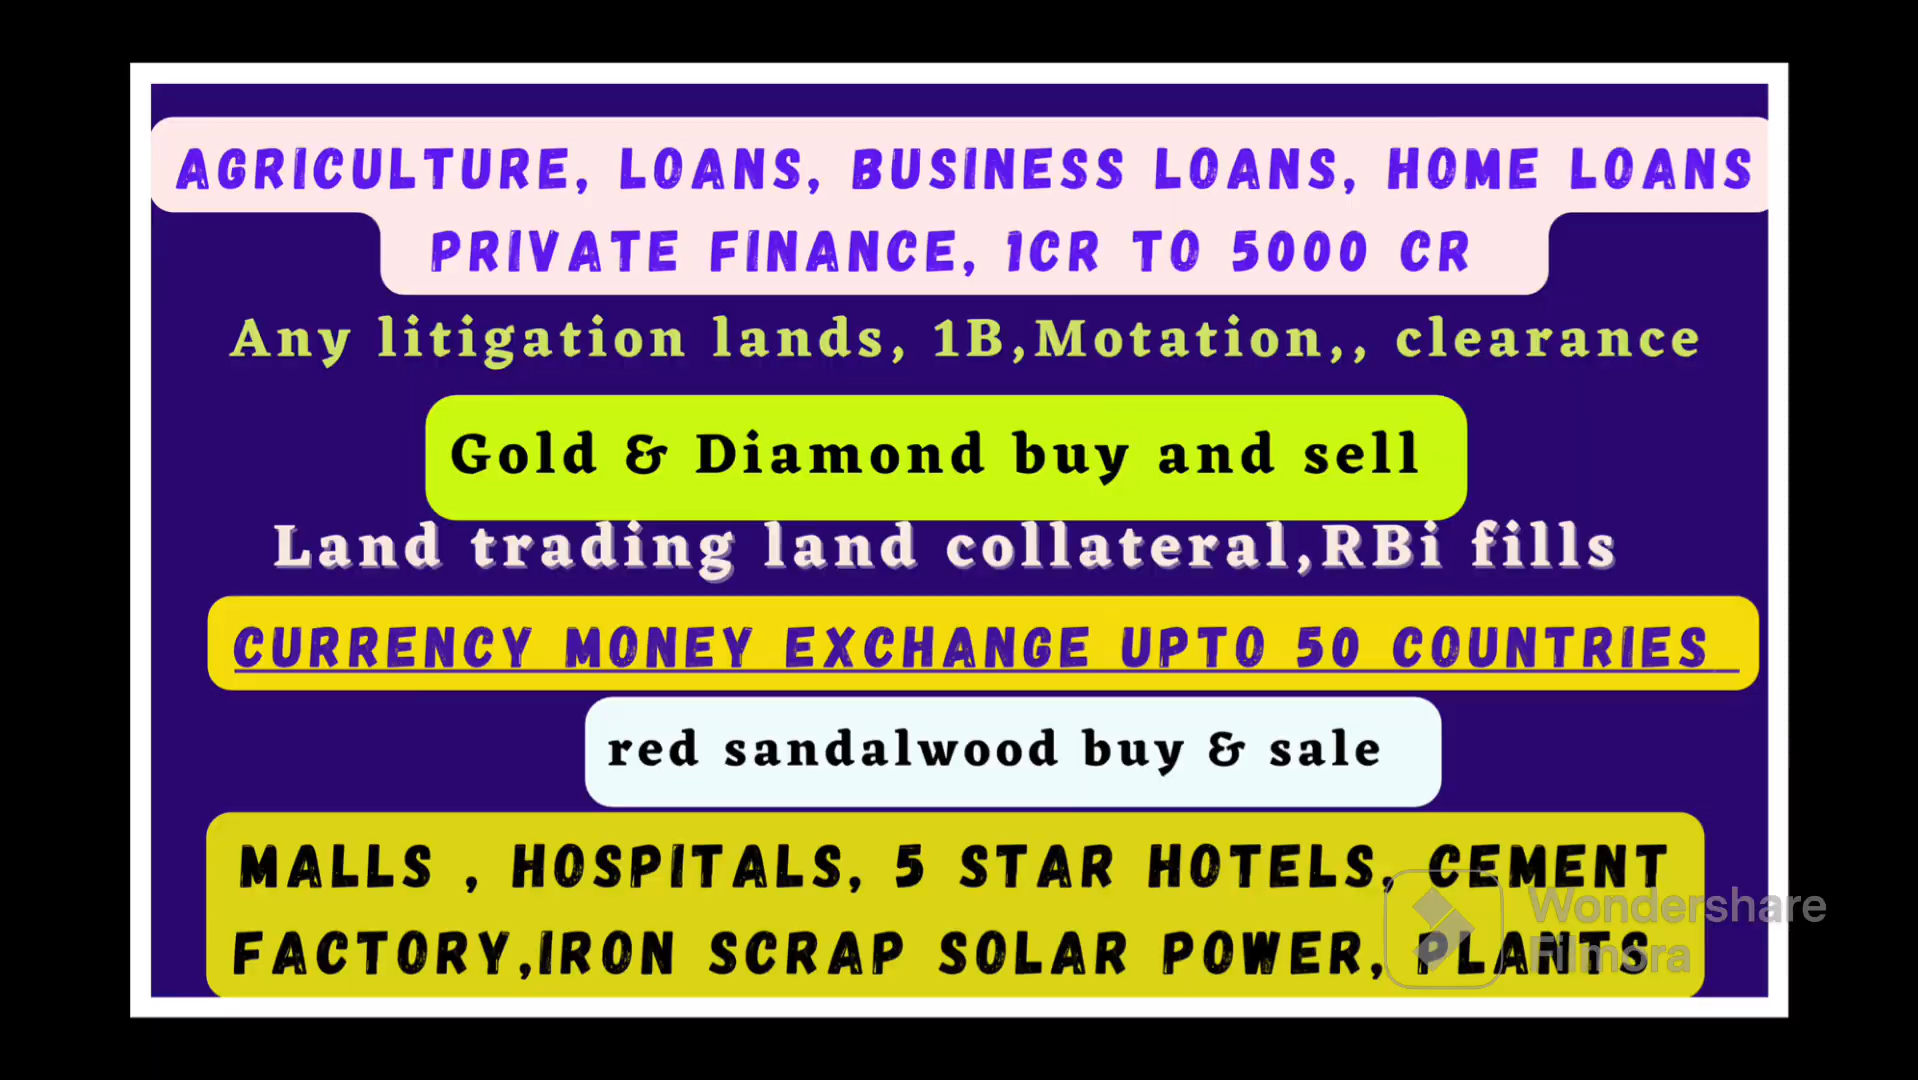 AGRICULTURE, LOANS, BUSINESS LOANS, HOME LOANS
PRIVATE FINANCE, 1CR TO 5000 CR
Any litigation lands, 1B,Motation,, clearance
Gold & Diamond buy and sell
Land trading land collateral,RBi fills
CURRENCY MONEY EXCHANGE UPTO 50 COUNTRIES
red sandalwood buy & sale
MALLS , HOSPITALS, 5 STAR HOTELS, CEMENT
FACTORY,IRON SCRAP SOLAR POWER, PLANTS
Wondershare
Filmora